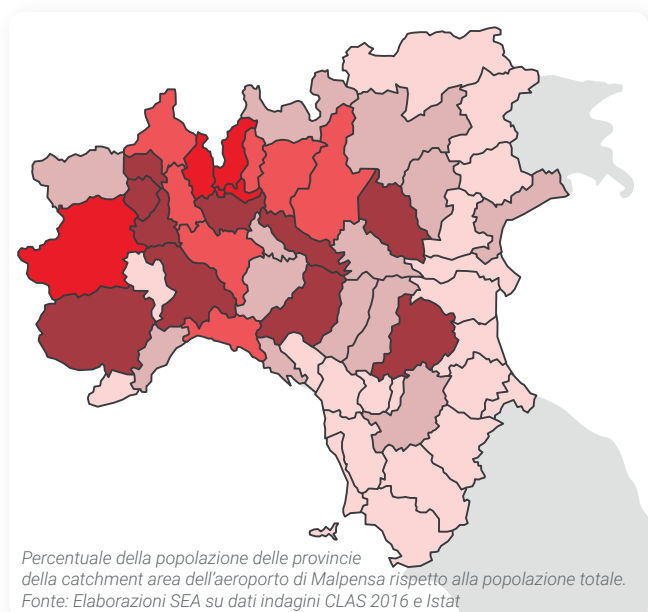 Percentuale della popolazione delle provincie
della catchment area dell'aeroporto di Malpensa rispetto alla popolazione totale.
Fonte: Elaborazioni SEA su dati indagini CLAS 2016 e Istat